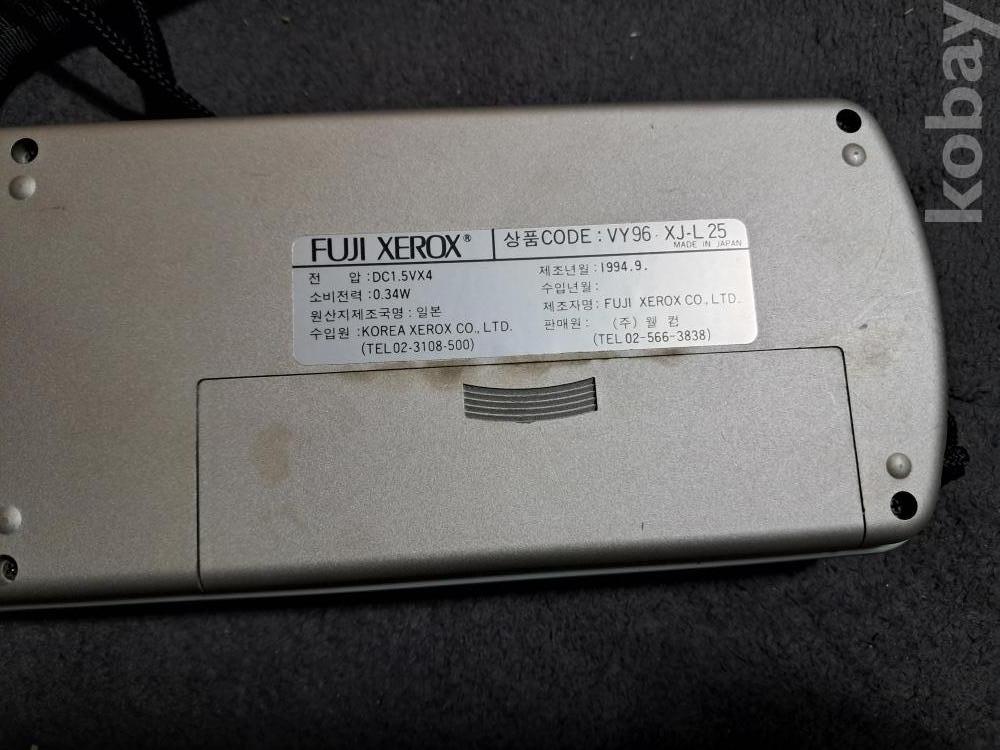 FUJI XEROX® 상품CODE : VY96 · XJ-L 25
MADE IN JAPAN
전 압 : DC1.5VX4
소비전력 : 0.34W
원산지제조국명 : 일본
수입원 : KOREA XEROX CO., LTD.
(TEL 02-3108-500)
제조년월 : 1994.9.
수입년월 :
제조자명 : FUJI XEROX CO., LTD.
판매원 : (주) 웰 컴
(TEL 02-566-3838)
kobay